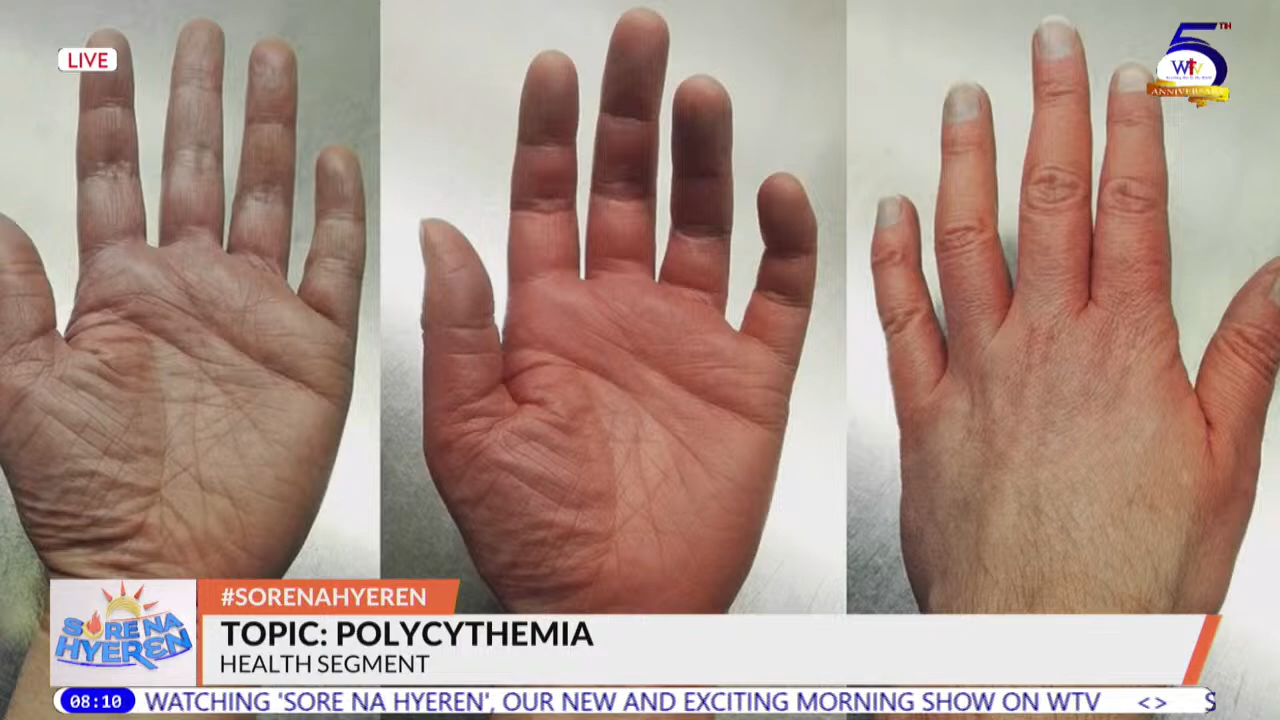 LIVE
5TH
WTV
ANNIVERSARY
#SORENAHYEREN
SORE NA
HYEREN
TOPIC: POLYCYTHEMIA
HEALTH SEGMENT
08:10 WATCHING 'SORE NA HYEREN', OUR NEW AND EXCITING MORNING SHOW ON WTV <> S